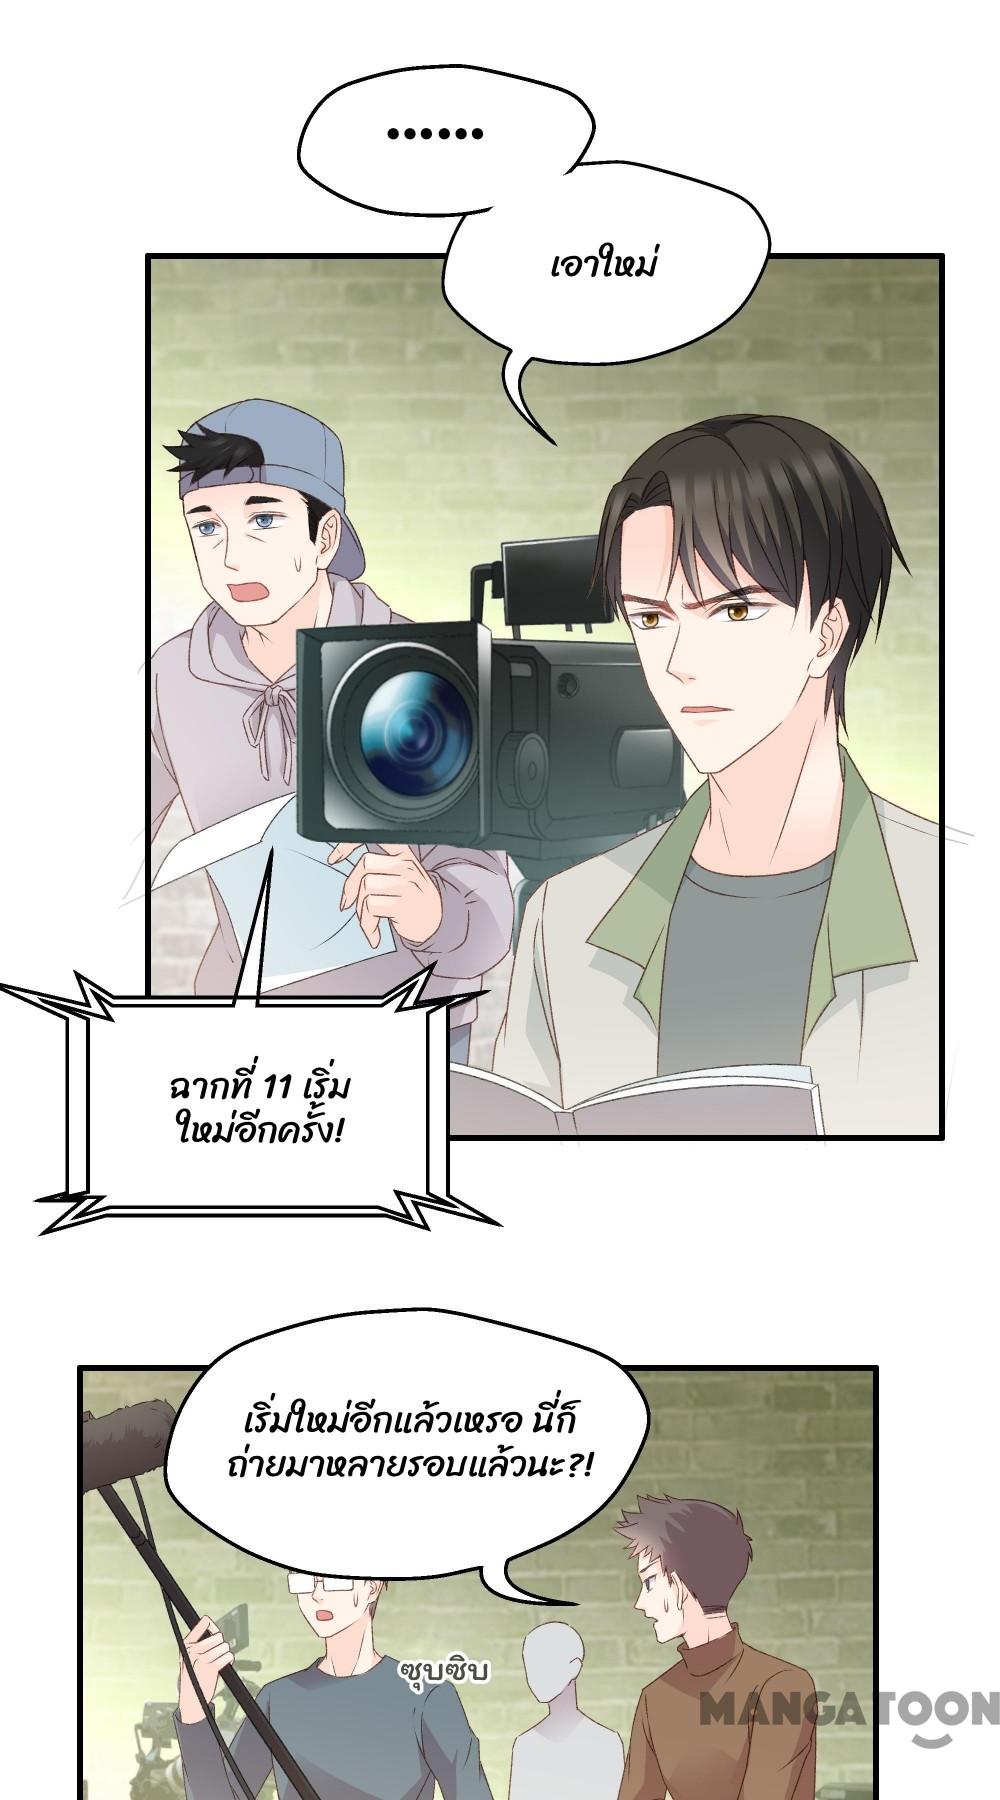 ••••••
เอาใหม่
ฉากที่ 11 เริ่ม
ใหม่อีกครั้ง!
เริ่มใหม่อีกแล้วเหรอ นี่ก็
ถ่ายมาหลายรอบแล้วนะ?!
ซุบซิบ
MANGATOON